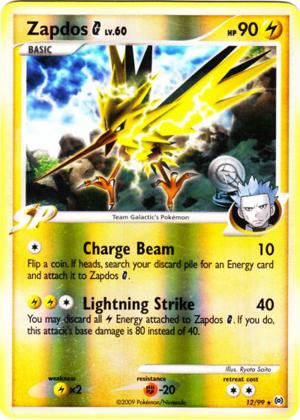 Zapdos G LV.60 HP 90
BASIC
Team Galactic's Pokémon
SP
Charge Beam 10
Flip a coin. If heads, search your discard pile for an Energy card
and attach it to Zapdos G.
Lightning Strike 40
You may discard all Energy attached to Zapdos G. If you do,
this attack's base damage is 80 instead of 40.
weakness resistance retreat cost
×2 -20
Illus. Ryota Saito
©2009 Pokémon/Nintendo 12/99 ★